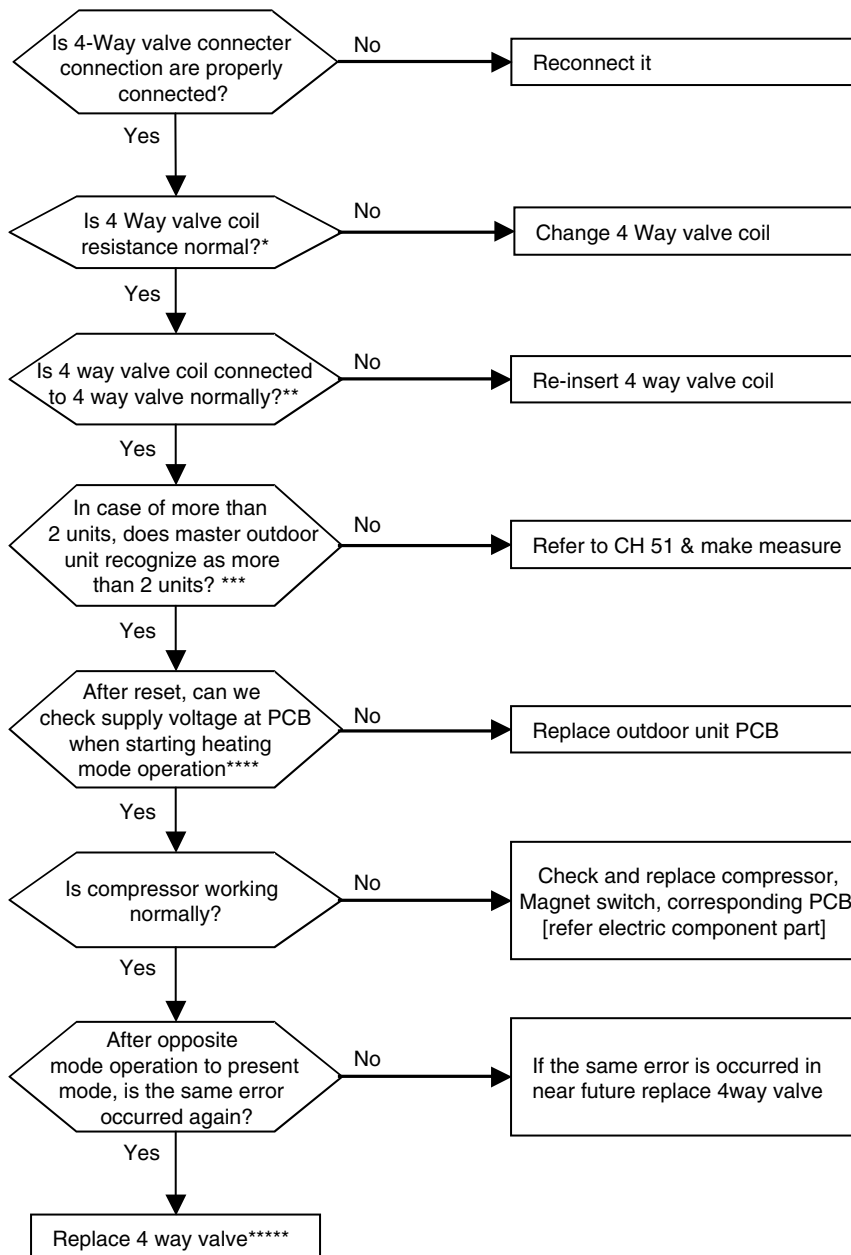 Is 4-Way valve connecter
connection are properly
connected?
No
Reconnect it
Yes
Is 4 Way valve coil
resistance normal?*
No
Change 4 Way valve coil
Yes
Is 4 way valve coil connected
to 4 way valve normally?**
No
Re-insert 4 way valve coil
Yes
In case of more than
2 units, does master outdoor
unit recognize as more
than 2 units? ***
No
Refer to CH 51 & make measure
Yes
After reset, can we
check supply voltage at PCB
when starting heating
mode operation****
No
Replace outdoor unit PCB
Yes
Is compressor working
normally?
No
Check and replace compressor,
Magnet switch, corresponding PCB
[refer electric component part]
Yes
After opposite
mode operation to present
mode, is the same error
occurred again?
No
If the same error is occurred in
near future replace 4way valve
Yes
Replace 4 way valve*****